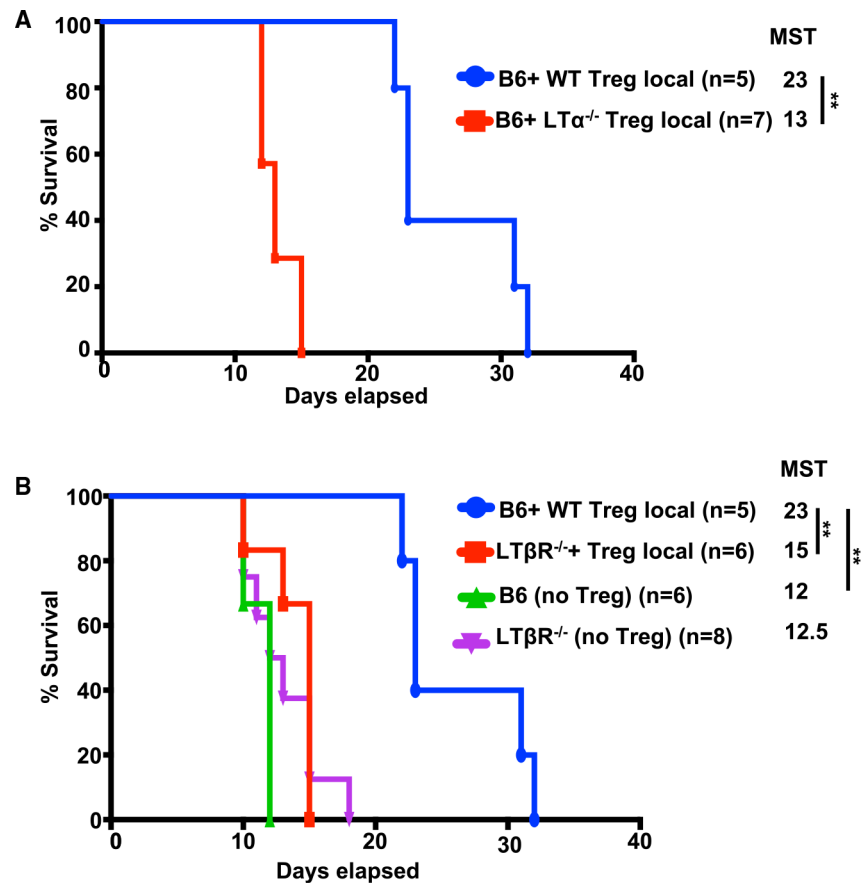 A
MST
B6+ WT Treg local (n=5) 23
B6+ LTα-/- Treg local (n=7) 13
**
% Survival
100
80
60
40
20
0
0 10 20 30 40
Days elapsed
B
MST
B6+ WT Treg local (n=5) 23
LTβR-/-+ Treg local (n=6) 15
B6 (no Treg) (n=6) 12
LTβR-/- (no Treg) (n=8) 12.5
**
**
% Survival
100
80
60
40
20
0
0 10 20 30 40
Days elapsed